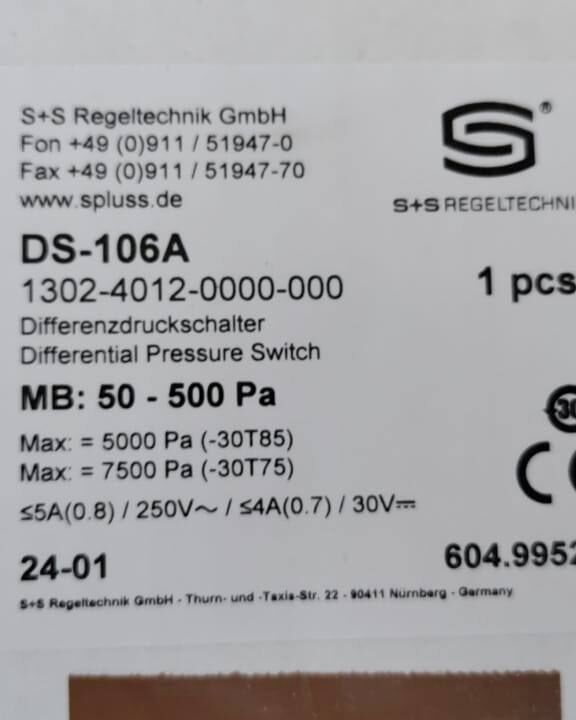 S+S Regeltechnik GmbH
Fon +49 (0)911 / 51947-0
Fax +49 (0)911 / 51947-70
www.spluss.de
®
S+S REGELTECHNI
DS-106A
1302-4012-0000-000
1 pcs
Differenzdruckschalter
Differential Pressure Switch
MB: 50 - 500 Pa
30
Max: = 5000 Pa (-30T85)
Max: = 7500 Pa (-30T75)
C
≤5A(0.8) / 250V~ / ≤4A(0.7) / 30V⎓
24-01
604.9952
S+S Regeltechnik GmbH - Thurn- und -Taxis-Str. 22 - 90411 Nürnberg - Germany